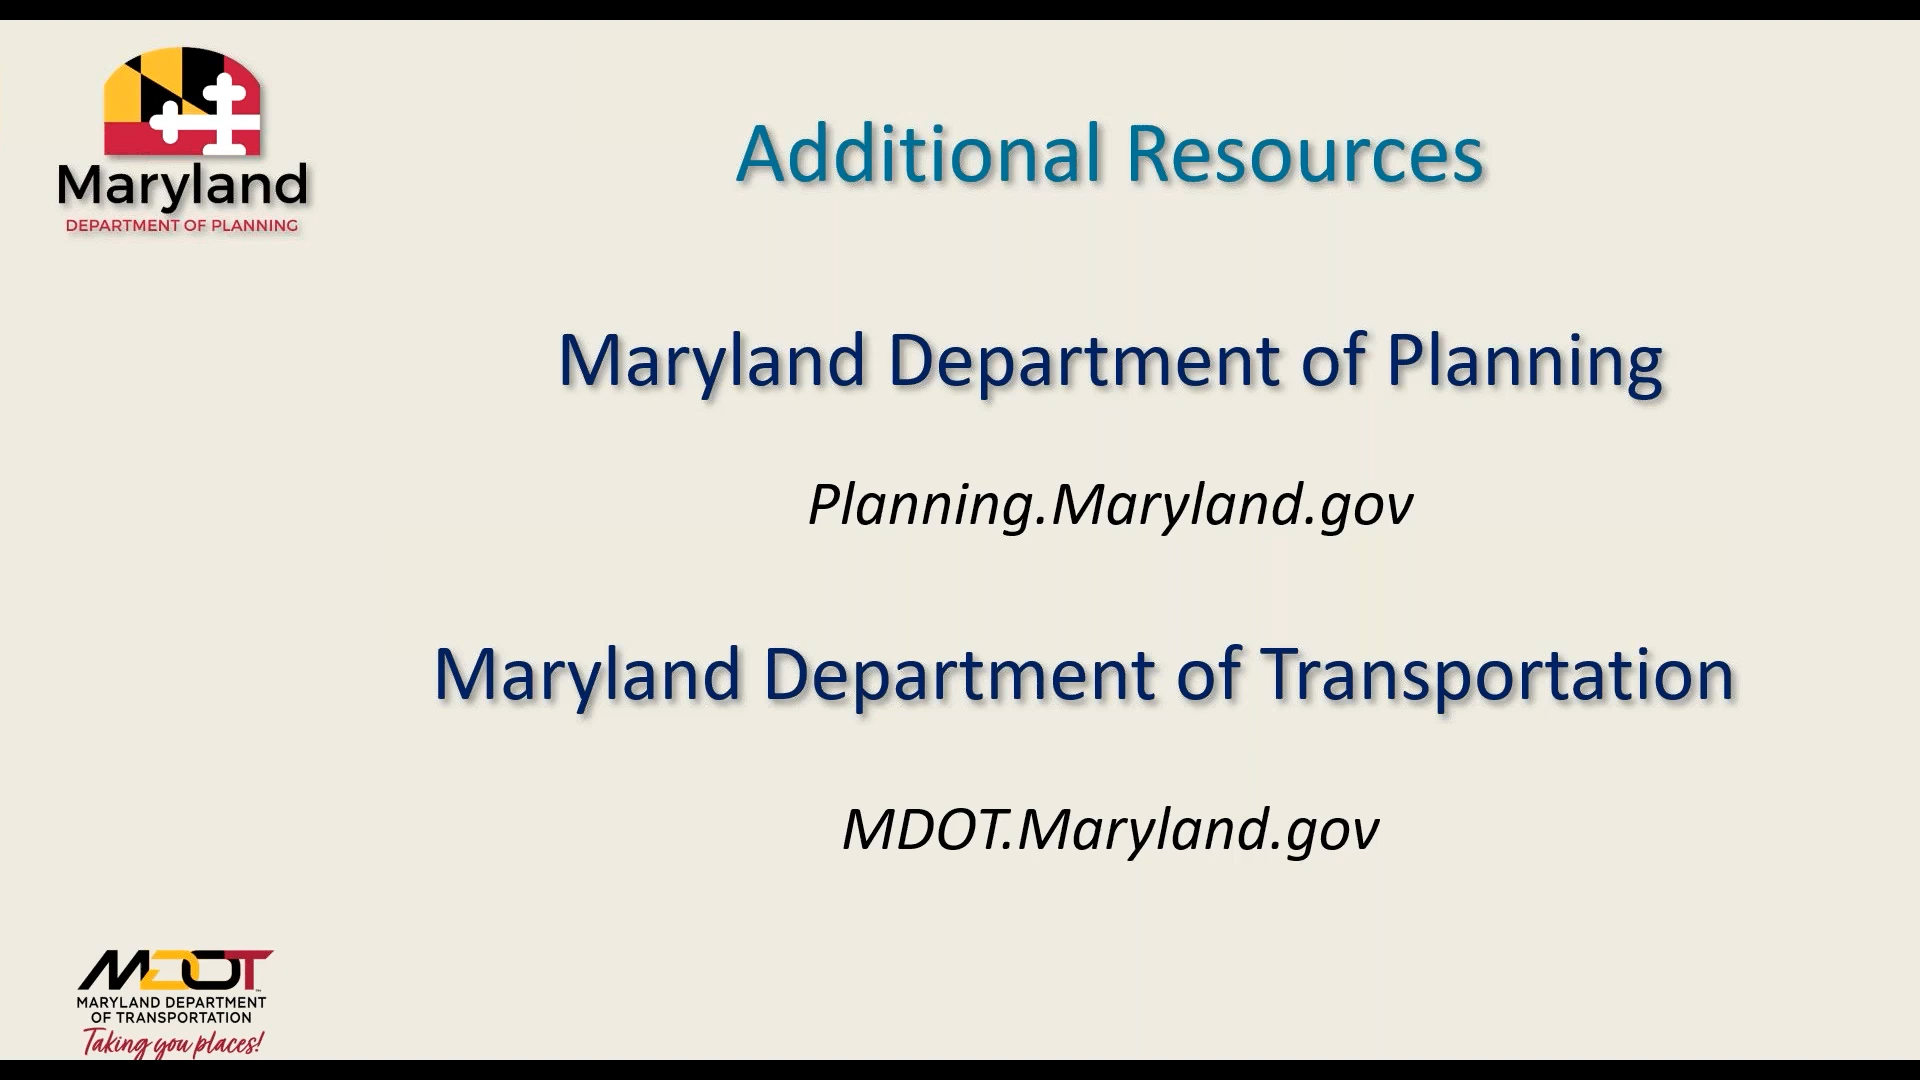 Maryland
DEPARTMENT OF PLANNING
Additional Resources
Maryland Department of Planning
Planning.Maryland.gov
Maryland Department of Transportation
MDOT.Maryland.gov
MDOT
MARYLAND DEPARTMENT
OF TRANSPORTATION
Taking you places!